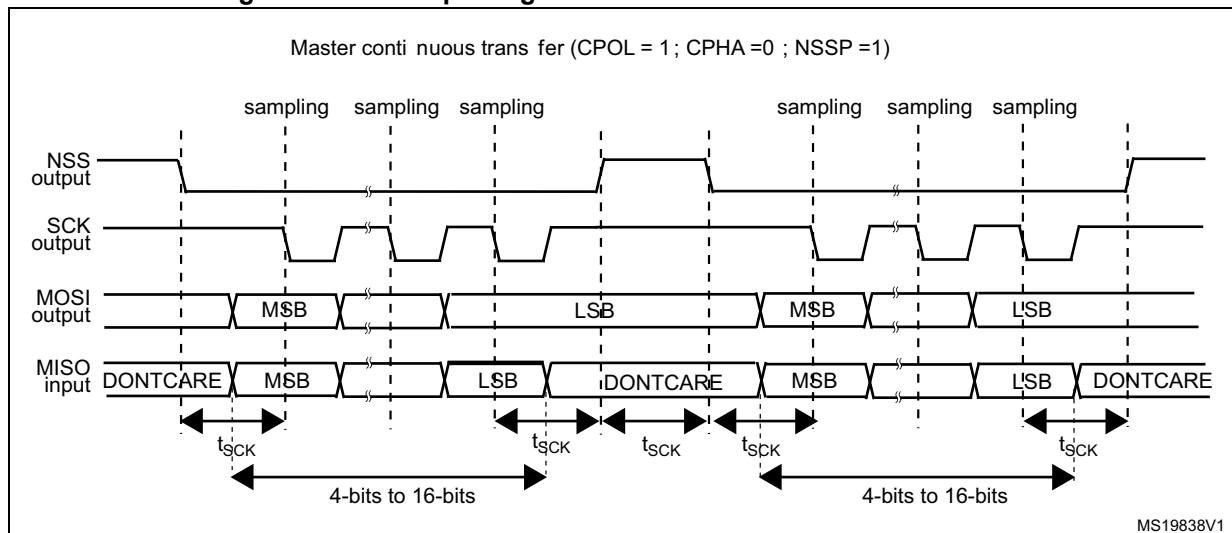 Master conti nuous trans fer (CPOL = 1 ; CPHA =0 ; NSSP =1)
sampling sampling sampling sampling sampling sampling
NSS
output
SCK
output
MOSI
output
MSB LSB MSB LSB
MISO
input
DONTCARE MSB LSB DONTCARE MSB LSB DONTCARE
tSCK tSCK tSCK tSCK tSCK
4-bits to 16-bits 4-bits to 16-bits
MS19838V1